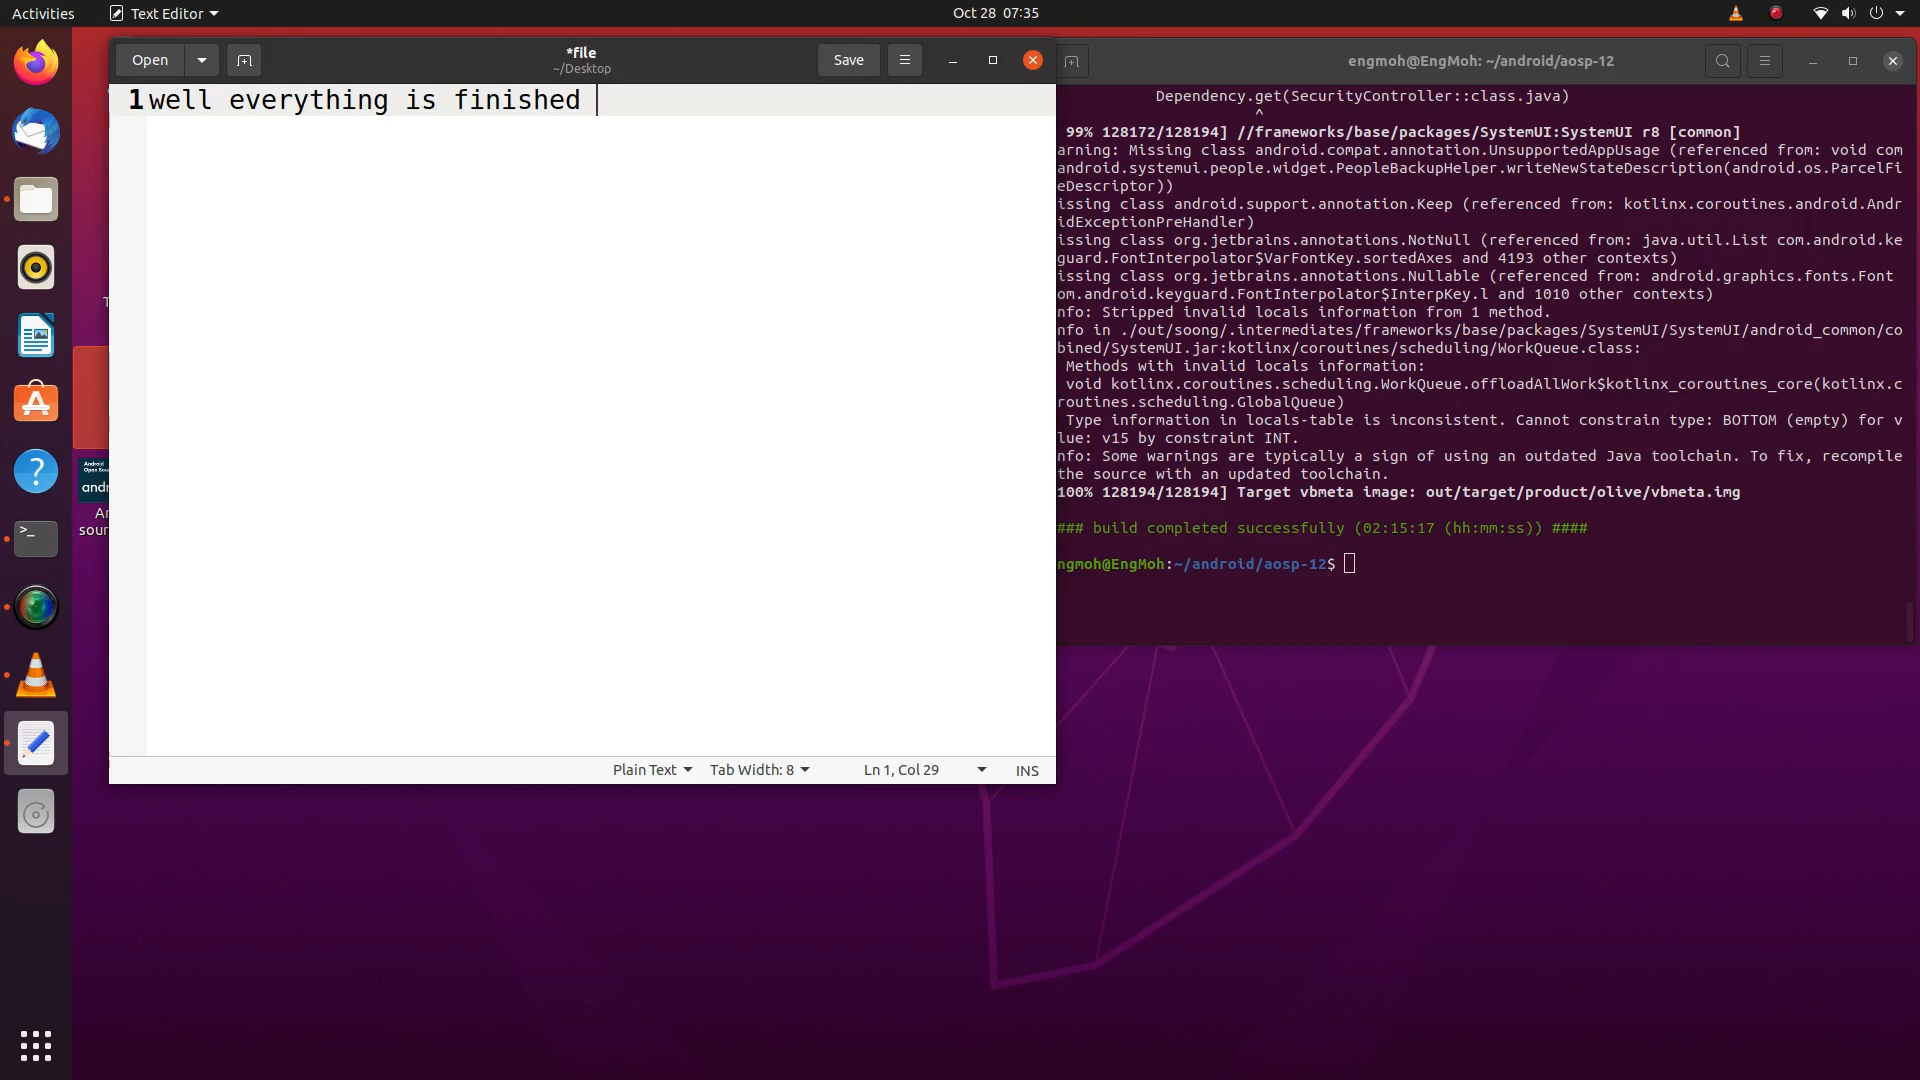 Activities
Text Editor
Oct 28 07:35
Open
*file
~/Desktop
Save
1 well everything is finished
Plain Text
Tab Width: 8
Ln 1, Col 29
INS
engmoh@EngMoh: ~/android/aosp-12
Dependency.get(SecurityController::class.java)
^
99% 128172/128194] //frameworks/base/packages/SystemUI:SystemUI r8 [common]
arning: Missing class android.compat.annotation.UnsupportedAppUsage (referenced from: void com
android.systemui.people.widget.PeopleBackupHelper.writeNewStateDescription(android.os.ParcelFi
eDescriptor))
issing class android.support.annotation.Keep (referenced from: kotlinx.coroutines.android.Andr
idExceptionPreHandler)
issing class org.jetbrains.annotations.NotNull (referenced from: java.util.List com.android.ke
guard.FontInterpolator$VarFontKey.sortedAxes and 4193 other contexts)
issing class org.jetbrains.annotations.Nullable (referenced from: android.graphics.fonts.Font
om.android.keyguard.FontInterpolator$InterpKey.l and 1010 other contexts)
nfo: Stripped invalid locals information from 1 method.
nfo in ./out/soong/.intermediates/frameworks/base/packages/SystemUI/SystemUI/android_common/co
bined/SystemUI.jar:kotlinx/coroutines/scheduling/WorkQueue.class:
Methods with invalid locals information:
void kotlinx.coroutines.scheduling.WorkQueue.offloadAllWork$kotlinx_coroutines_core(kotlinx.c
routines.scheduling.GlobalQueue)
Type information in locals-table is inconsistent. Cannot constrain type: BOTTOM (empty) for v
lue: v15 by constraint INT.
nfo: Some warnings are typically a sign of using an outdated Java toolchain. To fix, recompile
the source with an updated toolchain.
100% 128194/128194] Target vbmeta image: out/target/product/olive/vbmeta.img
### build completed successfully (02:15:17 (hh:mm:ss)) ####
ngmoh@EngMoh:~/android/aosp-12$
Android
Open Sou
andr
Ar
sour